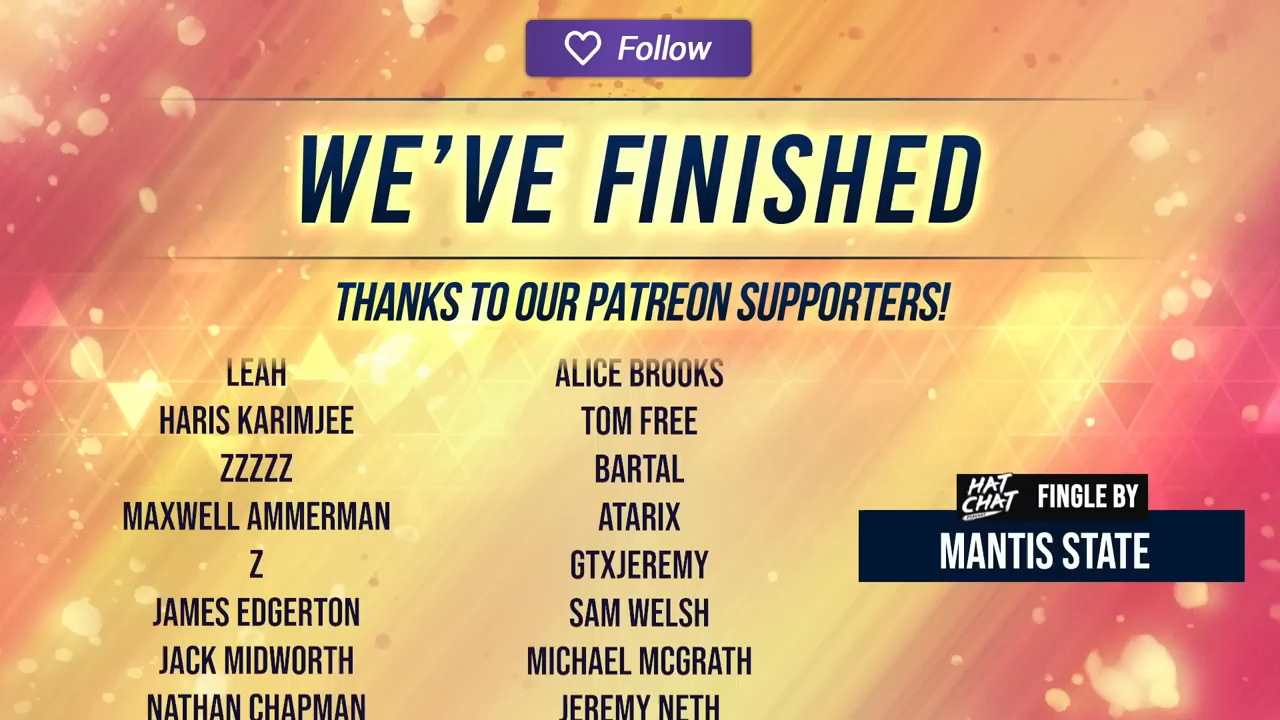 Follow
WE'VE FINISHED
THANKS TO OUR PATREON SUPPORTERS!
LEAH
HARIS KARIMJEE
ZZZZZ
MAXWELL AMMERMAN
Z
JAMES EDGERTON
JACK MIDWORTH
NATHAN CHAPMAN
ALICE BROOKS
TOM FREE
BARTAL
ATARIX
GTXJEREMY
SAM WELSH
MICHAEL MCGRATH
JEREMY NETH
HAT
CHAT
FINGLE BY
MANTIS STATE